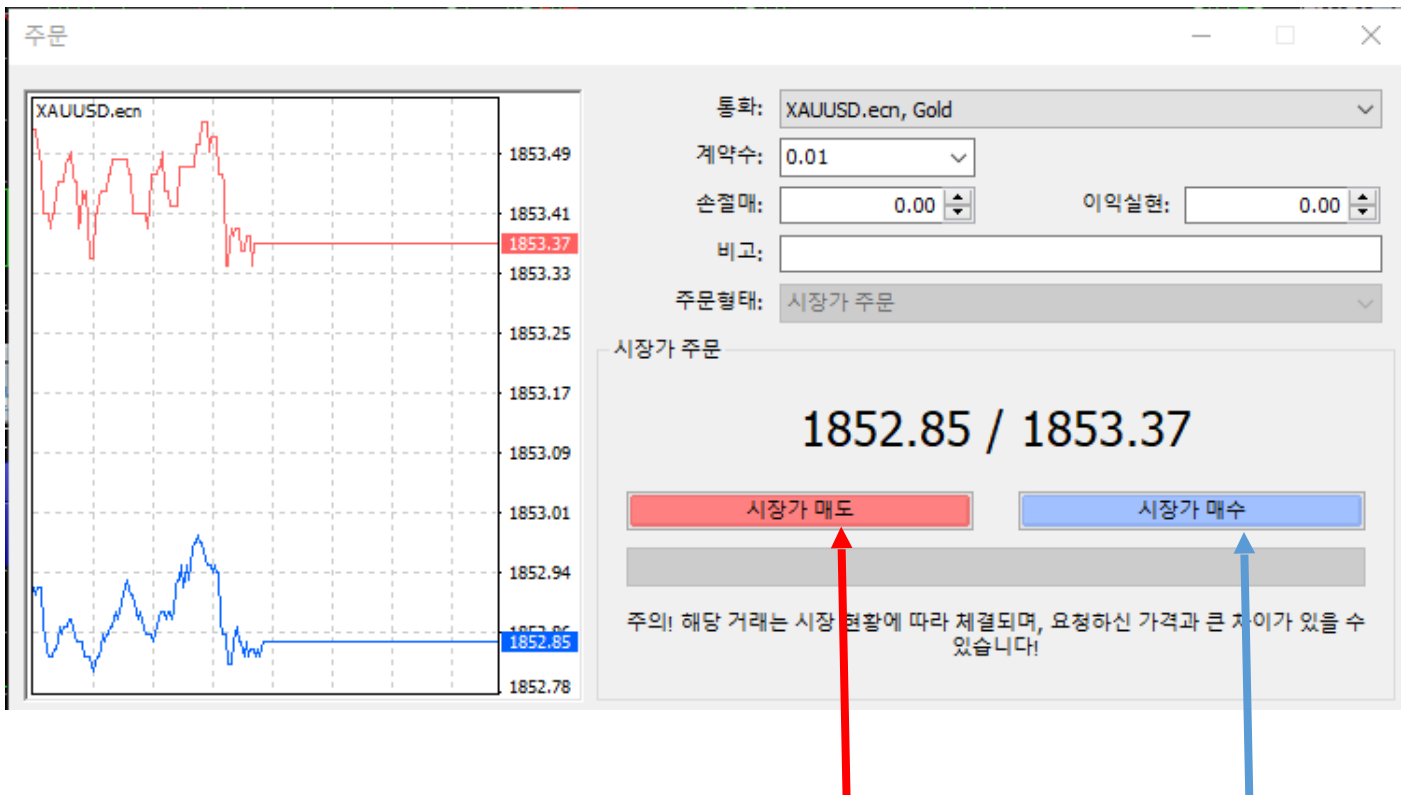 주문
XAUUSD.ecn
1853.49
1853.41
1853.37
1853.33
1853.25
1853.17
1853.09
1853.01
1852.94
1852.85
1852.78
통화: XAUUSD.ecn, Gold
계약수: 0.01
손절매: 0.00 이익실현: 0.00
비고:
주문형태: 시장가 주문
시장가 주문
1852.85 / 1853.37
시장가 매도 시장가 매수
주의! 해당 거래는 시장 현황에 따라 체결되며, 요청하신 가격과 큰 차이가 있을 수
있습니다!